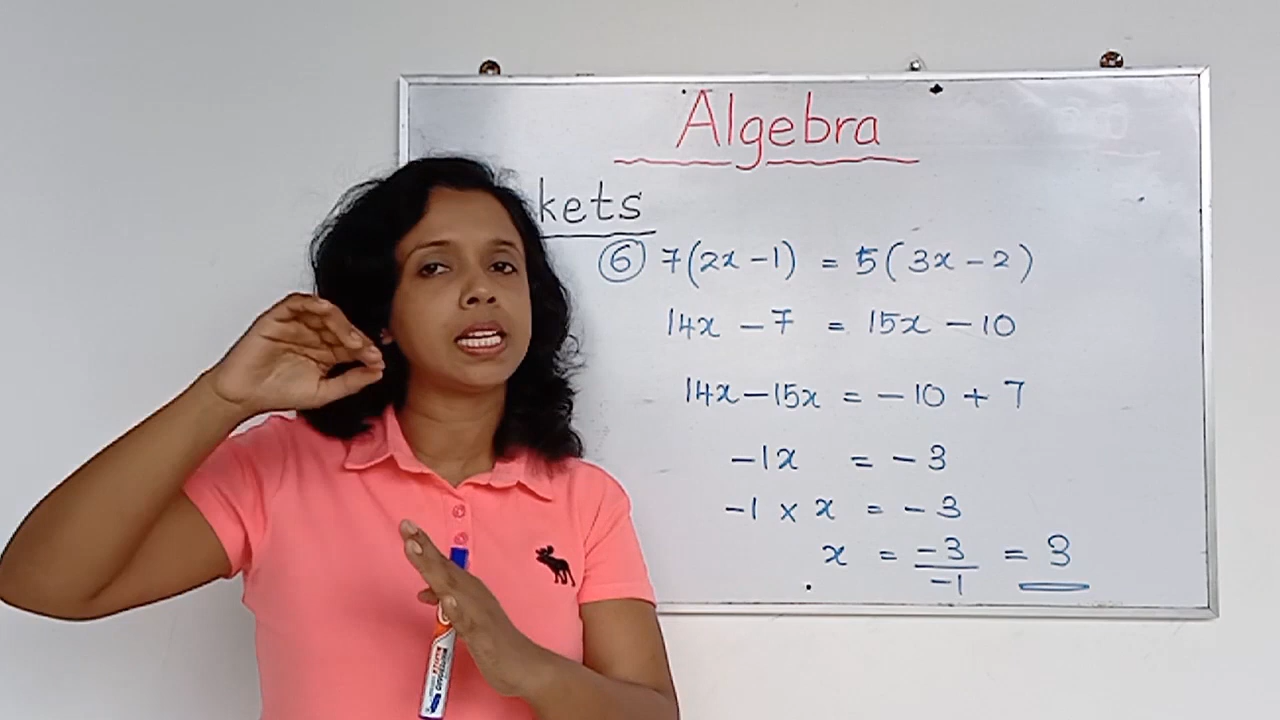 Algebra
kets
⑥ 7(2x - 1) = 5(3x - 2)
14x - 7 = 15x - 10
14x - 15x = - 10 + 7
-1x = - 3
-1 × x = - 3
x = -3/-1 = 3